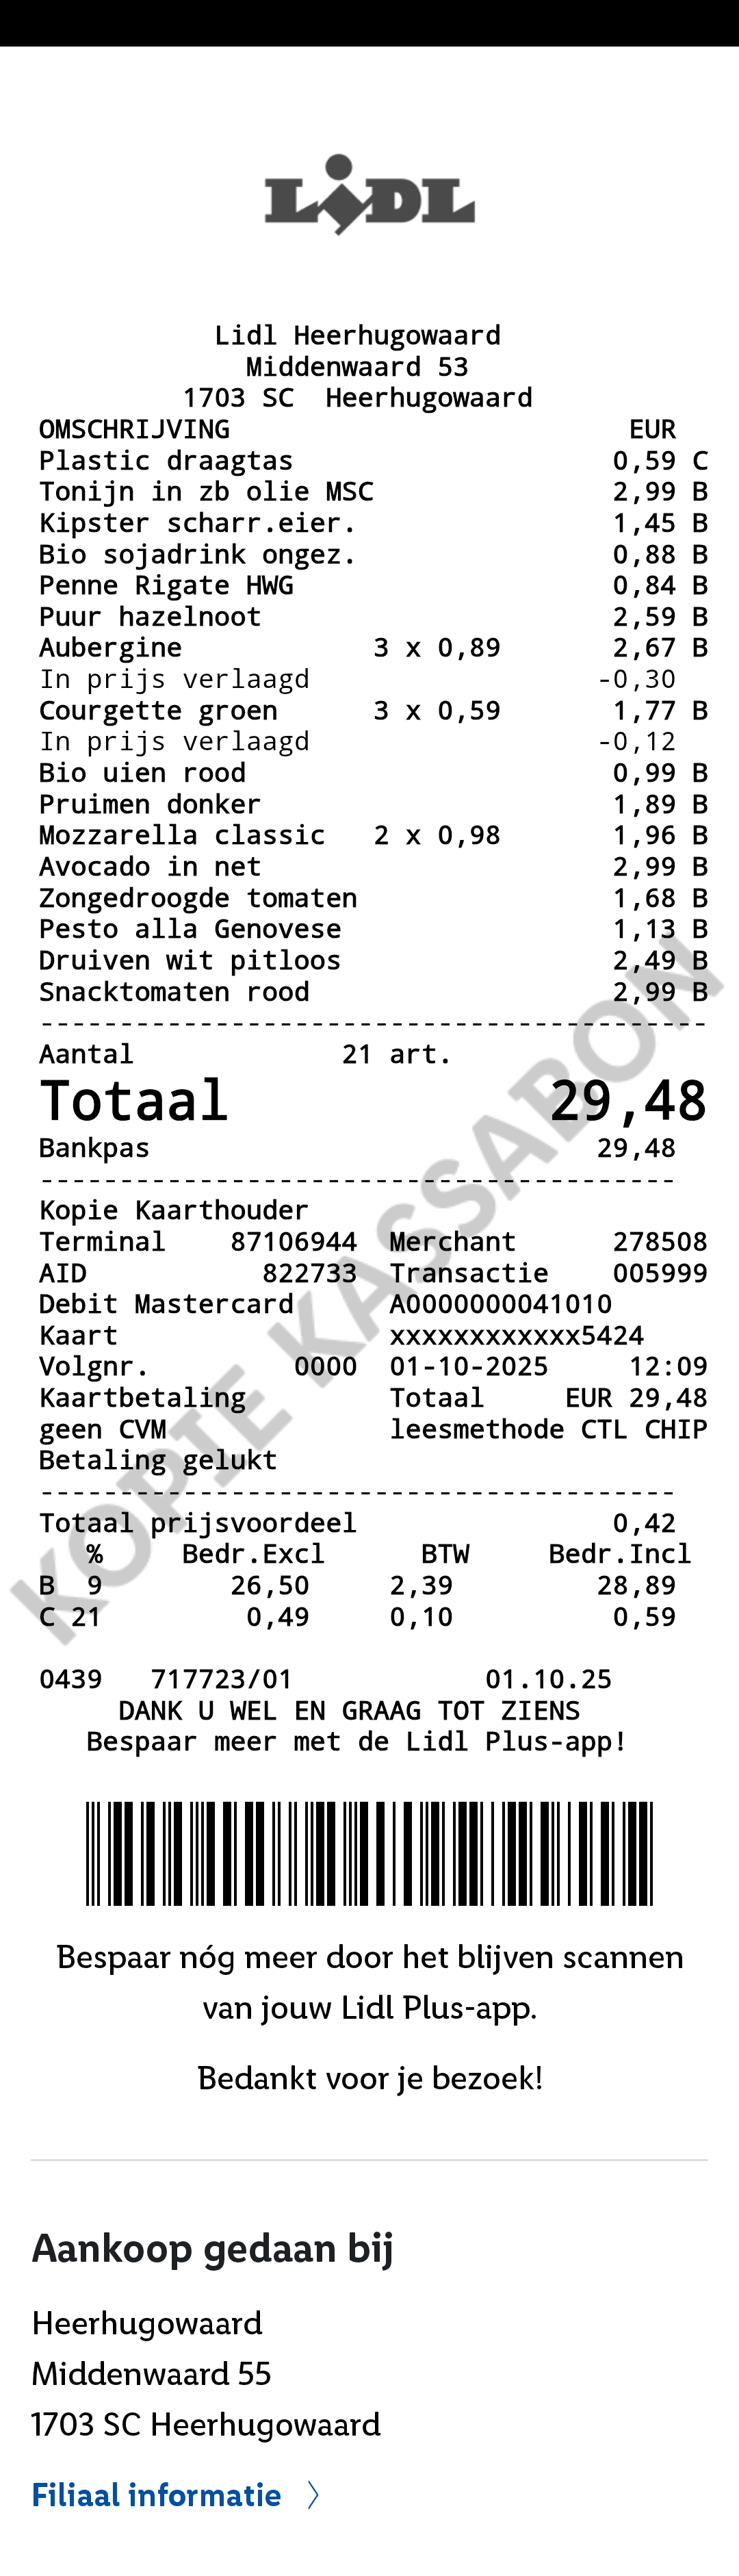 LIDL
Lidl Heerhugowaard
Middenwaard 53
1703 SC  Heerhugowaard
OMSCHRIJVING EUR
Plastic draagtas 0,59 C
Tonijn in zb olie MSC 2,99 B
Kipster scharr.eier. 1,45 B
Bio sojadrink ongez. 0,88 B
Penne Rigate HWG 0,84 B
Puur hazelnoot 2,59 B
Aubergine 3 x 0,89 2,67 B
In prijs verlaagd -0,30
Courgette groen 3 x 0,59 1,77 B
In prijs verlaagd -0,12
Bio uien rood 0,99 B
Pruimen donker 1,89 B
Mozzarella classic 2 x 0,98 1,96 B
Avocado in net 2,99 B
Zongedroogde tomaten 1,68 B
Pesto alla Genovese 1,13 B
Druiven wit pitloos 2,49 B
Snacktomaten rood 2,99 B
------------------------------------------
Aantal 21 art.
Totaal 29,48
Bankpas 29,48
----------------------------------------
Kopie Kaarthouder
Terminal 87106944 Merchant 278508
AID 822733 Transactie 005999
Debit Mastercard A0000000041010
Kaart xxxxxxxxxxxx5424
Volgnr. 0000 01-10-2025 12:09
Kaartbetaling Totaal EUR 29,48
geen CVM leesmethode CTL CHIP
Betaling gelukt
----------------------------------------
Totaal prijsvoordeel 0,42
% Bedr.Excl BTW Bedr.Incl
B 9 26,50 2,39 28,89
C 21 0,49 0,10 0,59
0439 717723/01 01.10.25
DANK U WEL EN GRAAG TOT ZIENS
Bespaar meer met de Lidl Plus-app!
KOPIE KASSABON
Bespaar nóg meer door het blijven scannen
van jouw Lidl Plus-app.
Bedankt voor je bezoek!
Aankoop gedaan bij
Heerhugowaard
Middenwaard 55
1703 SC Heerhugowaard
Filiaal informatie